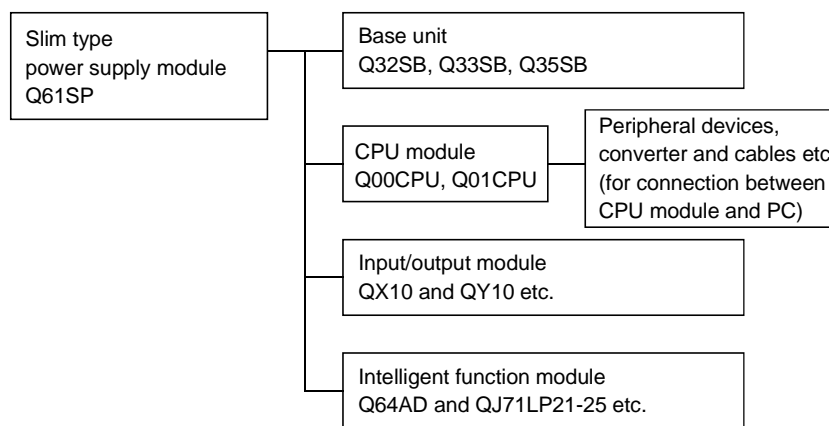 Slim type
power supply module
Q61SP
Base unit
Q32SB, Q33SB, Q35SB
CPU module
Q00CPU, Q01CPU
Peripheral devices,
converter and cables etc
(for connection between
CPU module and PC)
Input/output module
QX10 and QY10 etc.
Intelligent function module
Q64AD and QJ71LP21-25 etc.